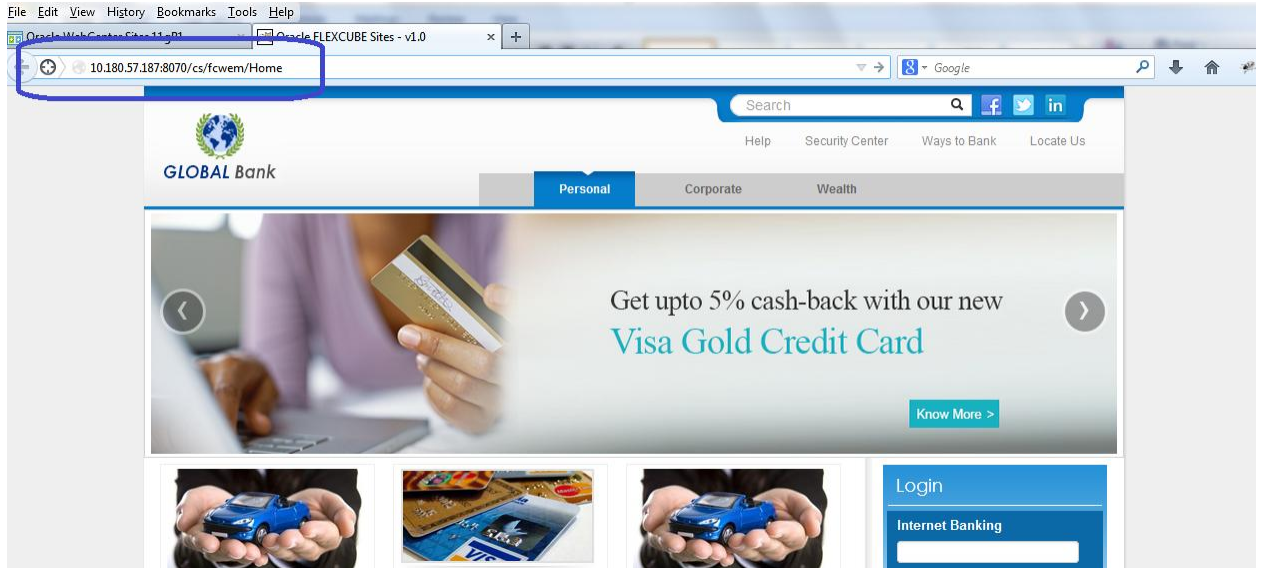 File Edit View History Bookmarks Tools Help
Oracle WebCenter Sites 11gR1 × Oracle FLEXCUBE Sites - v1.0 × +
10.180.57.187:8070/cs/fcwem/Home Google
Search
Help Security Center Ways to Bank Locate Us
GLOBAL Bank
Personal Corporate Wealth
Get upto 5% cash-back with our new
Visa Gold Credit Card
Know More >
Login
Internet Banking
VISA